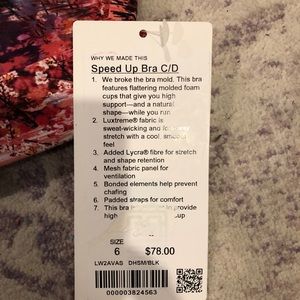 WHY WE MADE THIS
Speed Up Bra C/D
1. We broke the bra mold. This bra
features flattering molded foam
cups that give you high
support—and a natural
shape—while you run
2. Luxtreme® fabric is
sweat-wicking and
stretch with a cool,
feel
3. Added Lycra® fibre for stretch
and shape retention
4. Mesh fabric panel for
ventilation
5. Bonded elements help prevent
chafing
6. Padded straps for comfort
7. This bra is to provide
high
SIZE
6 $78.00
LW2AVAS DHSM/BLK
000003824563